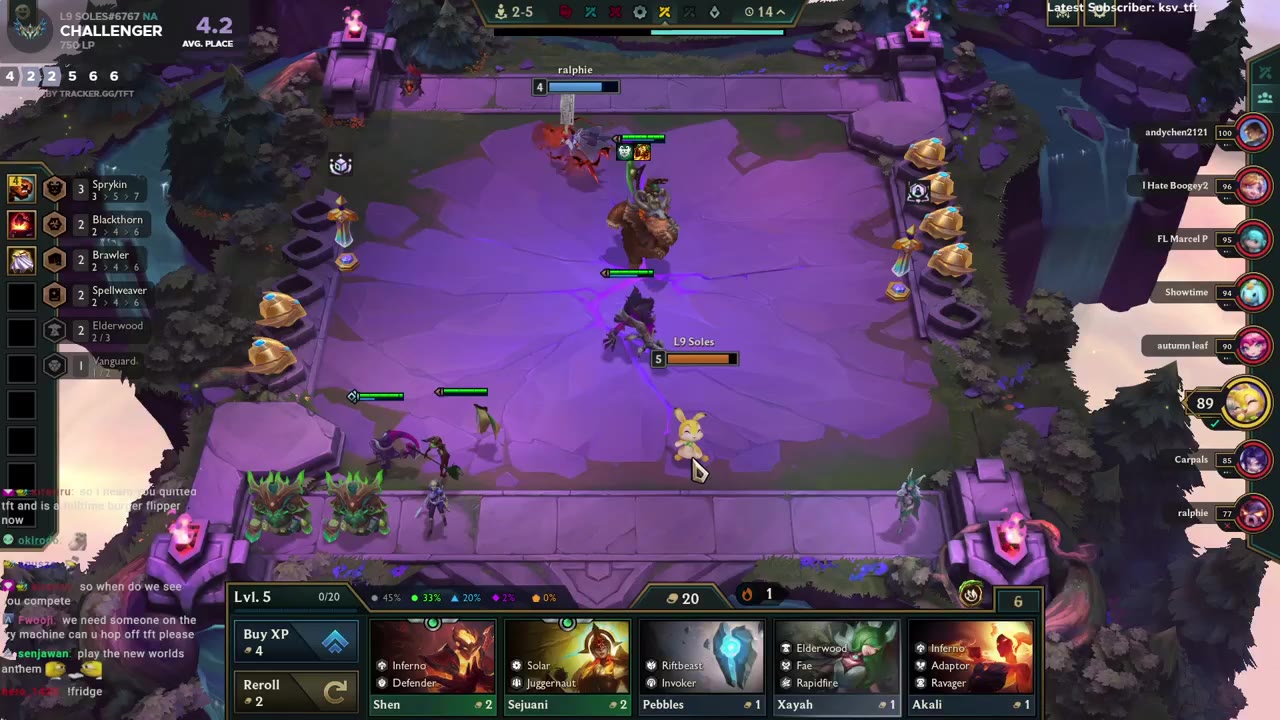 L9 SOLES#6767 NA
CHALLENGER
750 LP
4.2
AVG. PLACE
4 2 2 5 6 6
BY TRACKER.GG/TFT
2-5
14
Latest Subscriber: ksv_tft
ralphie
4
3 Sprykin
3 > 5 > 7
2 Blackthorn
2 > 4 > 6
2 Brawler
2 > 4 > 6
2 Spellweaver
2 > 4 > 6
2 Elderwood
2 / 3
1 Vanguard
1 / 2
L9 Soles
5
andychen2121 100
I Hate Boogey2 96
FL Marcel P 95
Showtime 94
autumn leaf 90
89
Carpals 85
ralphie 77
so i heard you quitted
tft and is a fulltime burger flipper
now
so when do we see
you compete
Fwooji: we need someone on the
machine can u hop off tft please
senjawan: play the new worlds
anthem
!fridge
Lvl. 5 0/20
45% 33% 20% 2% 0%
20
1
6
Buy XP
4
Reroll
2
Inferno
Defender
Shen 2
Solar
Juggernaut
Sejuani 2
Riftbeast
Invoker
Pebbles 1
Elderwood
Fae
Rapidfire
Xayah 1
Inferno
Adaptor
Ravager
Akali 1